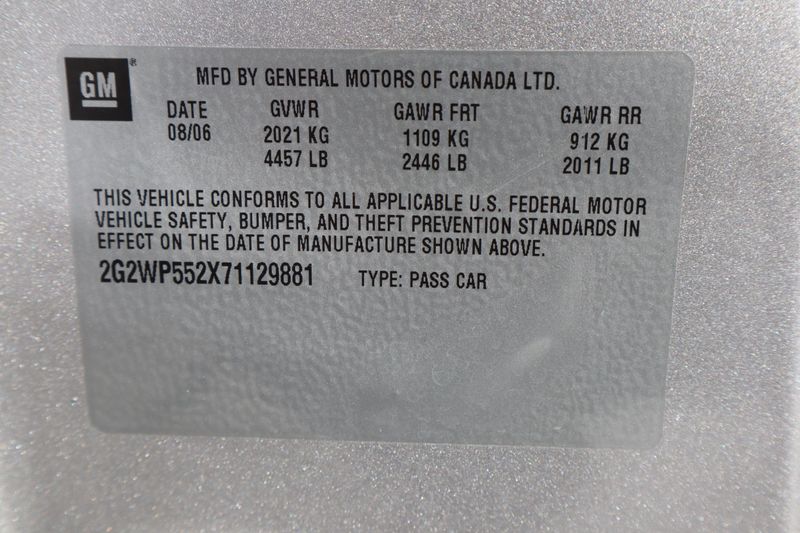 GM®
MFD BY GENERAL MOTORS OF CANADA LTD.
DATE GVWR GAWR FRT GAWR RR
08/06 2021 KG 1109 KG 912 KG
4457 LB 2446 LB 2011 LB
THIS VEHICLE CONFORMS TO ALL APPLICABLE U.S. FEDERAL MOTOR
VEHICLE SAFETY, BUMPER, AND THEFT PREVENTION STANDARDS IN
EFFECT ON THE DATE OF MANUFACTURE SHOWN ABOVE.
2G2WP552X71129881 TYPE: PASS CAR